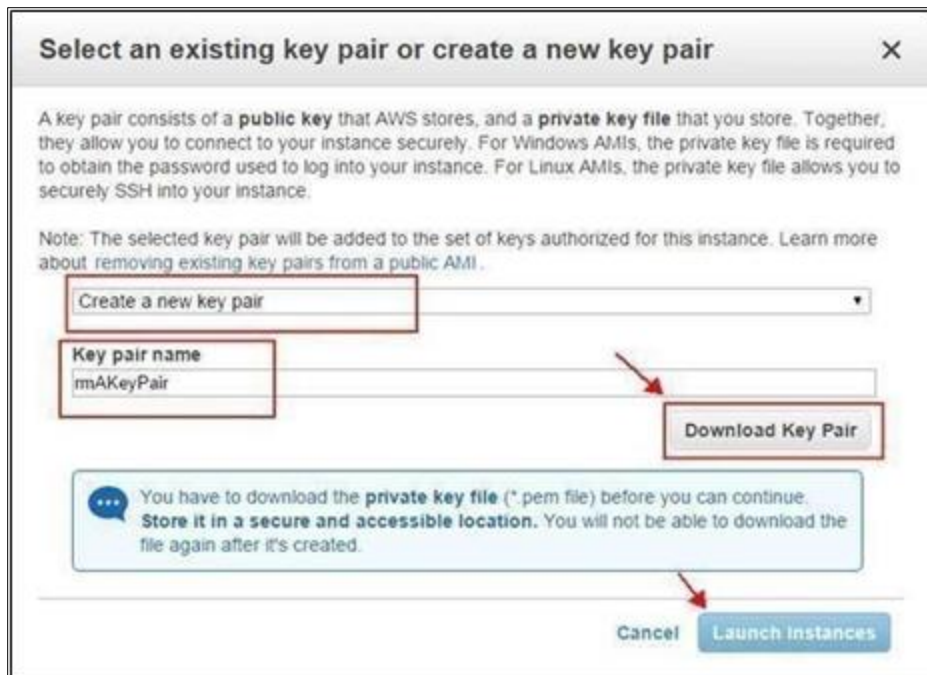 Select an existing key pair or create a new key pair
A key pair consists of a public key that AWS stores, and a private key file that you store. Together,
they allow you to connect to your instance securely. For Windows AMIs, the private key file is required
to obtain the password used to log into your instance. For Linux AMIs, the private key file allows you to
securely SSH into your instance.
Note: The selected key pair will be added to the set of keys authorized for this instance. Learn more
about removing existing key pairs from a public AMI.
Create a new key pair
Key pair name
rmAKeyPair
Download Key Pair
You have to download the private key file (*.pem file) before you can continue.
Store it in a secure and accessible location. You will not be able to download the
file again after it's created.
Cancel
Launch Instances